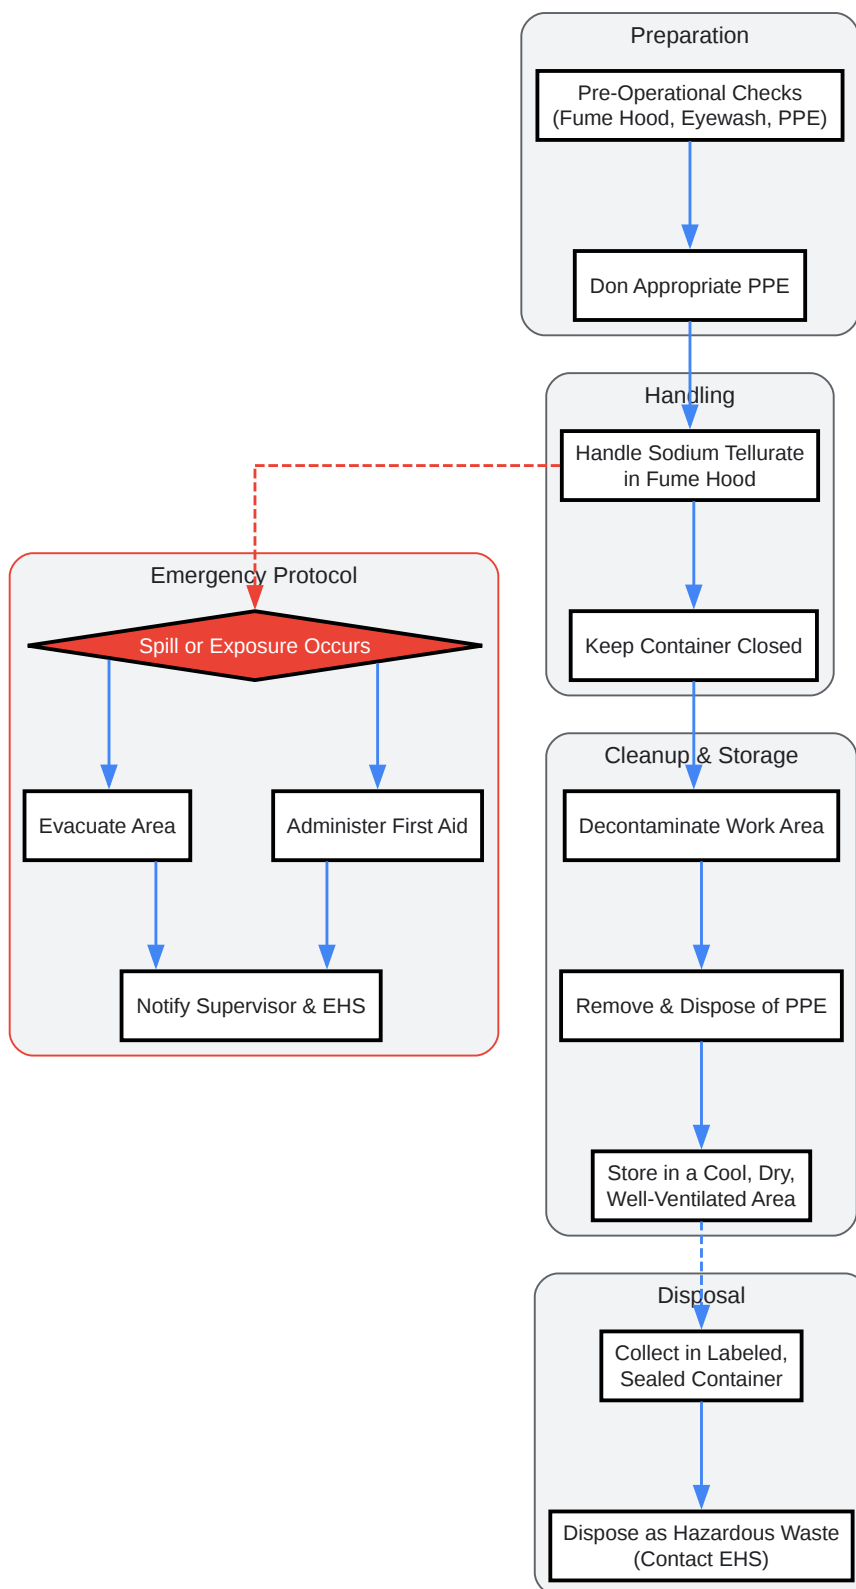 Preparation
Pre-Operational Checks
(Fume Hood, Eyewash, PPE)
Don Appropriate PPE
Handling
Handle Sodium Tellurate
in Fume Hood
Keep Container Closed
Emergency Protocol
Spill or Exposure Occurs
Evacuate Area
Administer First Aid
Notify Supervisor & EHS
Cleanup & Storage
Decontaminate Work Area
Remove & Dispose of PPE
Store in a Cool, Dry,
Well-Ventilated Area
Disposal
Collect in Labeled,
Sealed Container
Dispose as Hazardous Waste
(Contact EHS)